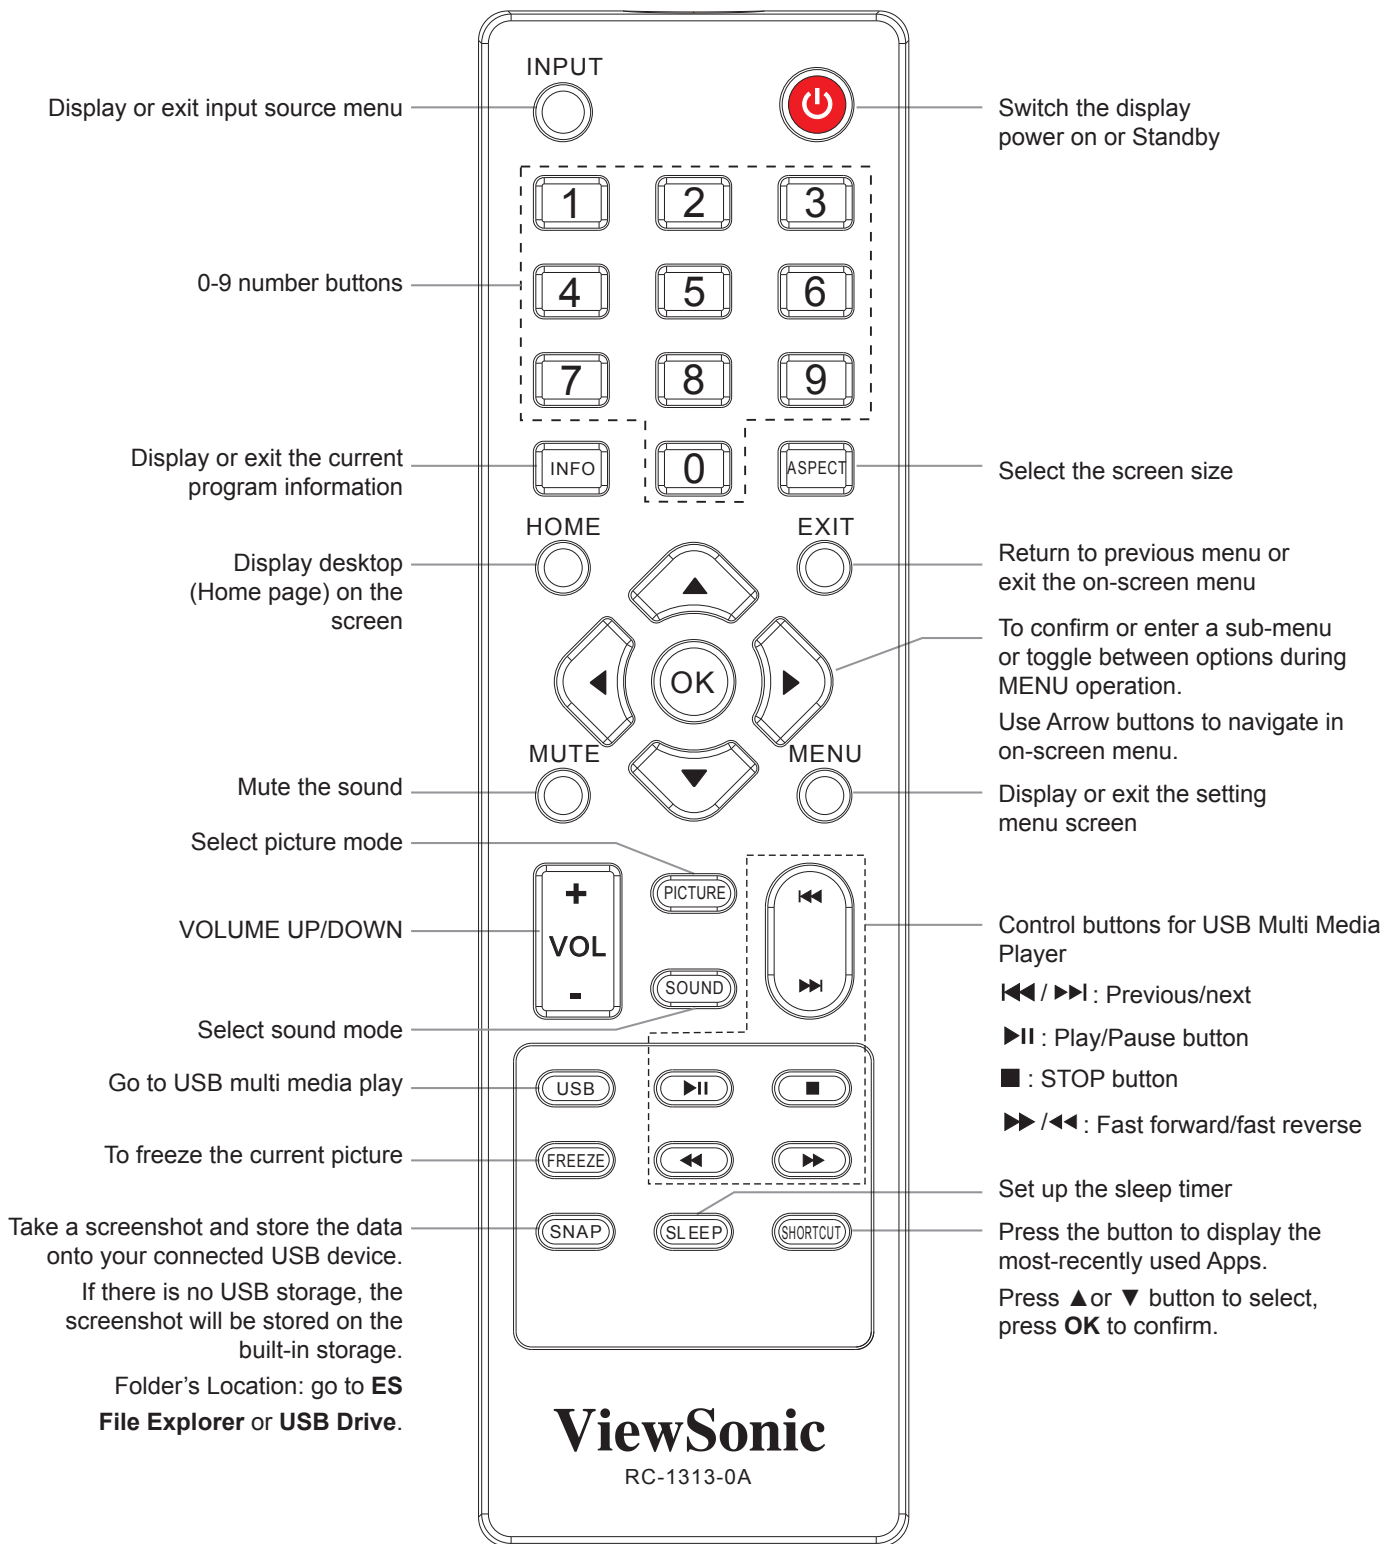 INPUT
Display or exit input source menu
Switch the display
power on or Standby
1 2 3
0-9 number buttons
4 5 6
7 8 9
Display or exit the current
program information
INFO 0 ASPECT
Select the screen size
HOME EXIT
Display desktop
(Home page) on the
screen
Return to previous menu or
exit the on-screen menu
To confirm or enter a sub-menu
or toggle between options during
MENU operation.
Use Arrow buttons to navigate in
on-screen menu.
▲
◀ OK ▶
▼
MUTE MENU
Mute the sound
Display or exit the setting
menu screen
Select picture mode
PICTURE
+
VOL
-
VOLUME UP/DOWN
SOUND
Select sound mode
Control buttons for USB Multi Media
Player
⏮ / ⏭ : Previous/next
▶II : Play/Pause button
■ : STOP button
▶▶ /◀◀ : Fast forward/fast reverse
Go to USB multi media play
USB
To freeze the current picture
FREEZE
Take a screenshot and store the data
onto your connected USB device.
If there is no USB storage, the
screenshot will be stored on the
built-in storage.
Folder’s Location: go to ES
File Explorer or USB Drive.
SNAP SLEEP SHORTCUT
Set up the sleep timer
Press the button to display the
most-recently used Apps.
Press ▲or ▼ button to select,
press OK to confirm.
ViewSonic
RC-1313-0A